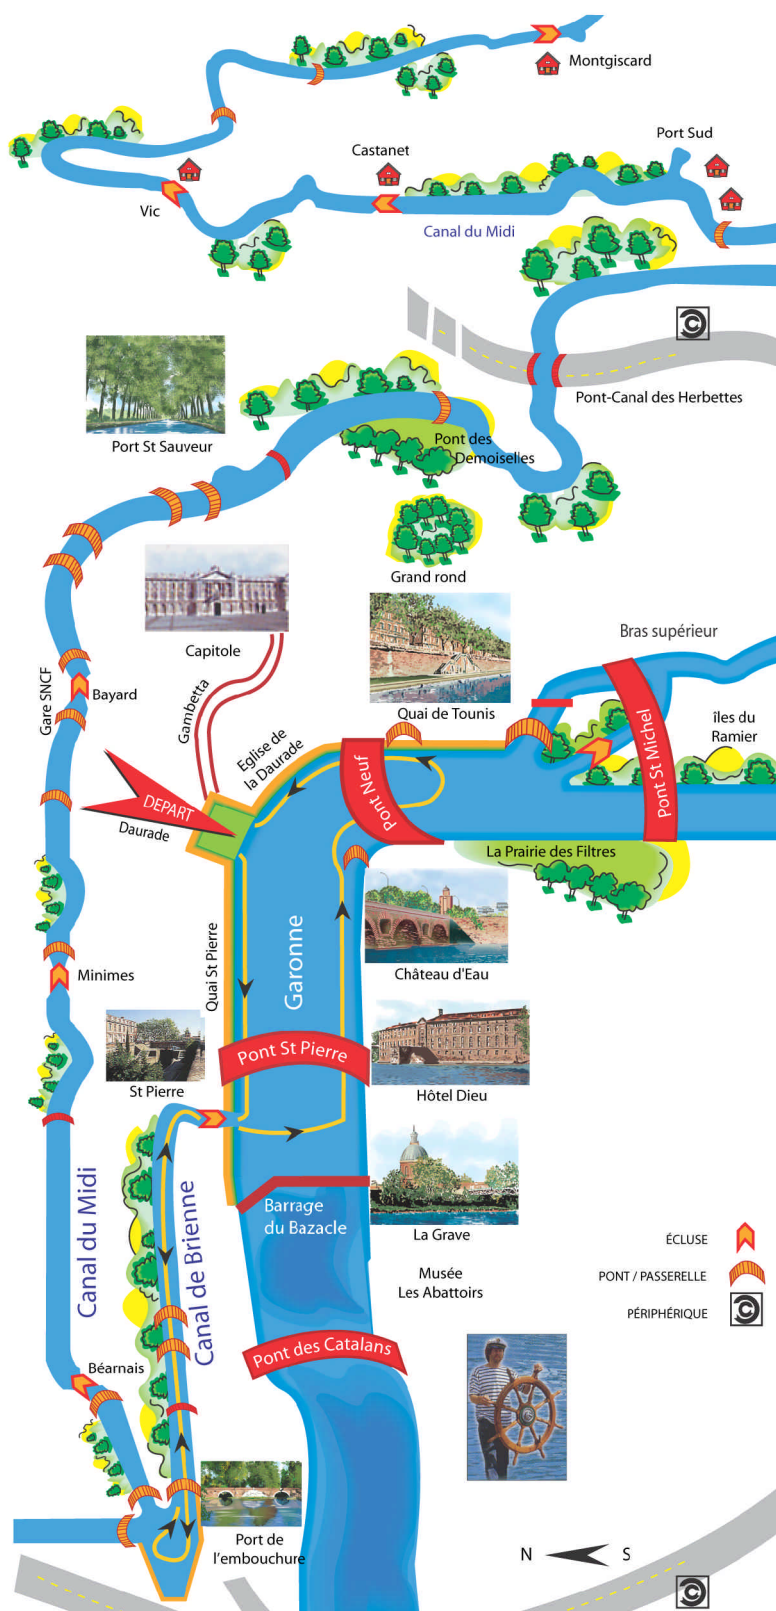 Montgiscard
Port Sud
Castanet
Vic
Canal du Midi
Pont-Canal des Herbettes
Port St Sauveur
Pont des
Demoiselles
Grand rond
Capitole
Bras supérieur
Gare SNCF
Bayard
Gambetta
Quai de Tounis
îles du
Ramier
Eglise de
la Daurade
Pont Neuf
Pont St Michel
DEPART
Daurade
La Prairie des Filtres
Quai St Pierre
Garonne
Château d'Eau
Minimes
Pont St Pierre
St Pierre
Hôtel Dieu
Canal du Midi
Canal de Brienne
Barrage
du Bazacle
La Grave
ÉCLUSE
Musée
Les Abattoirs
PONT / PASSERELLE
PÉRIPHÉRIQUE
Pont des Catalans
Béarnais
Port de
l'embouchure
N S